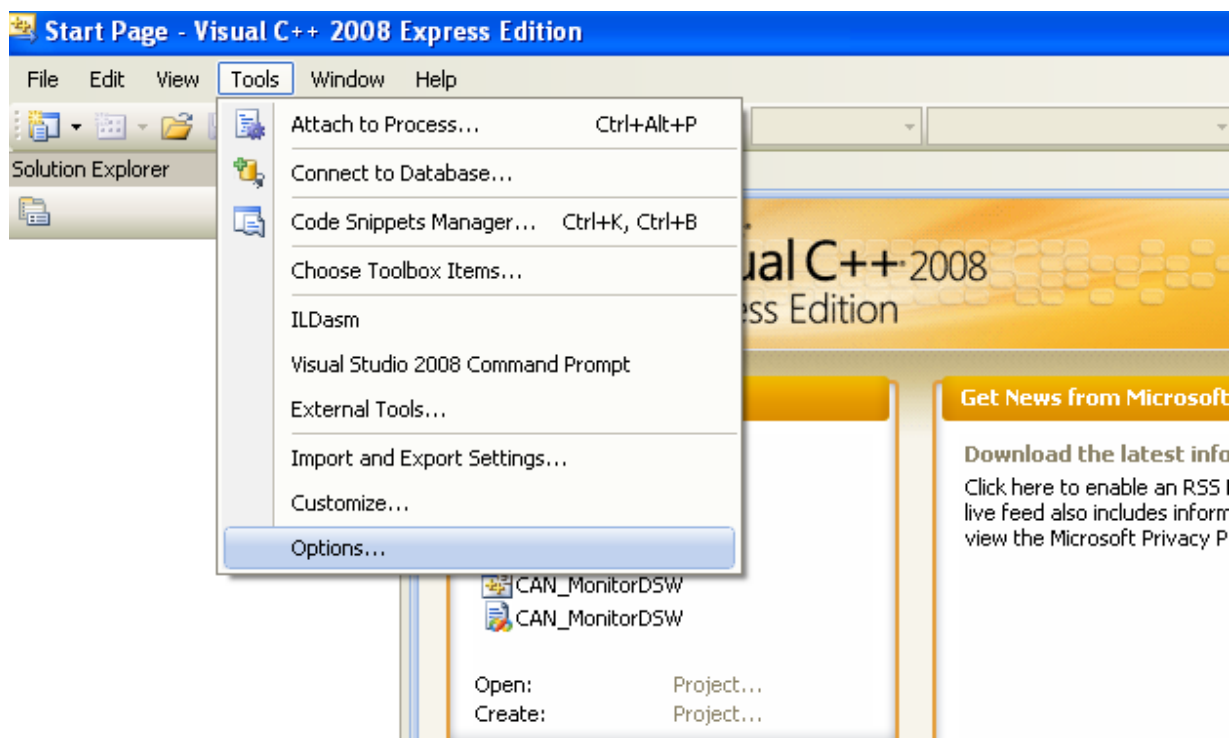 Start Page - Visual C++ 2008 Express Edition
File Edit View Tools Window Help
Attach to Process... Ctrl+Alt+P
Solution Explorer
Connect to Database...
Code Snippets Manager... Ctrl+K, Ctrl+B
Choose Toolbox Items...
ILDasm
Visual Studio 2008 Command Prompt
External Tools...
Import and Export Settings...
Customize...
Options...
ual C++ 2008
ess Edition
CAN_MonitorDSW
CAN_MonitorDSW
Open: Project...
Create: Project...
Get News from Microsoft
Download the latest info
Click here to enable an RSS
live feed also includes inform
view the Microsoft Privacy P